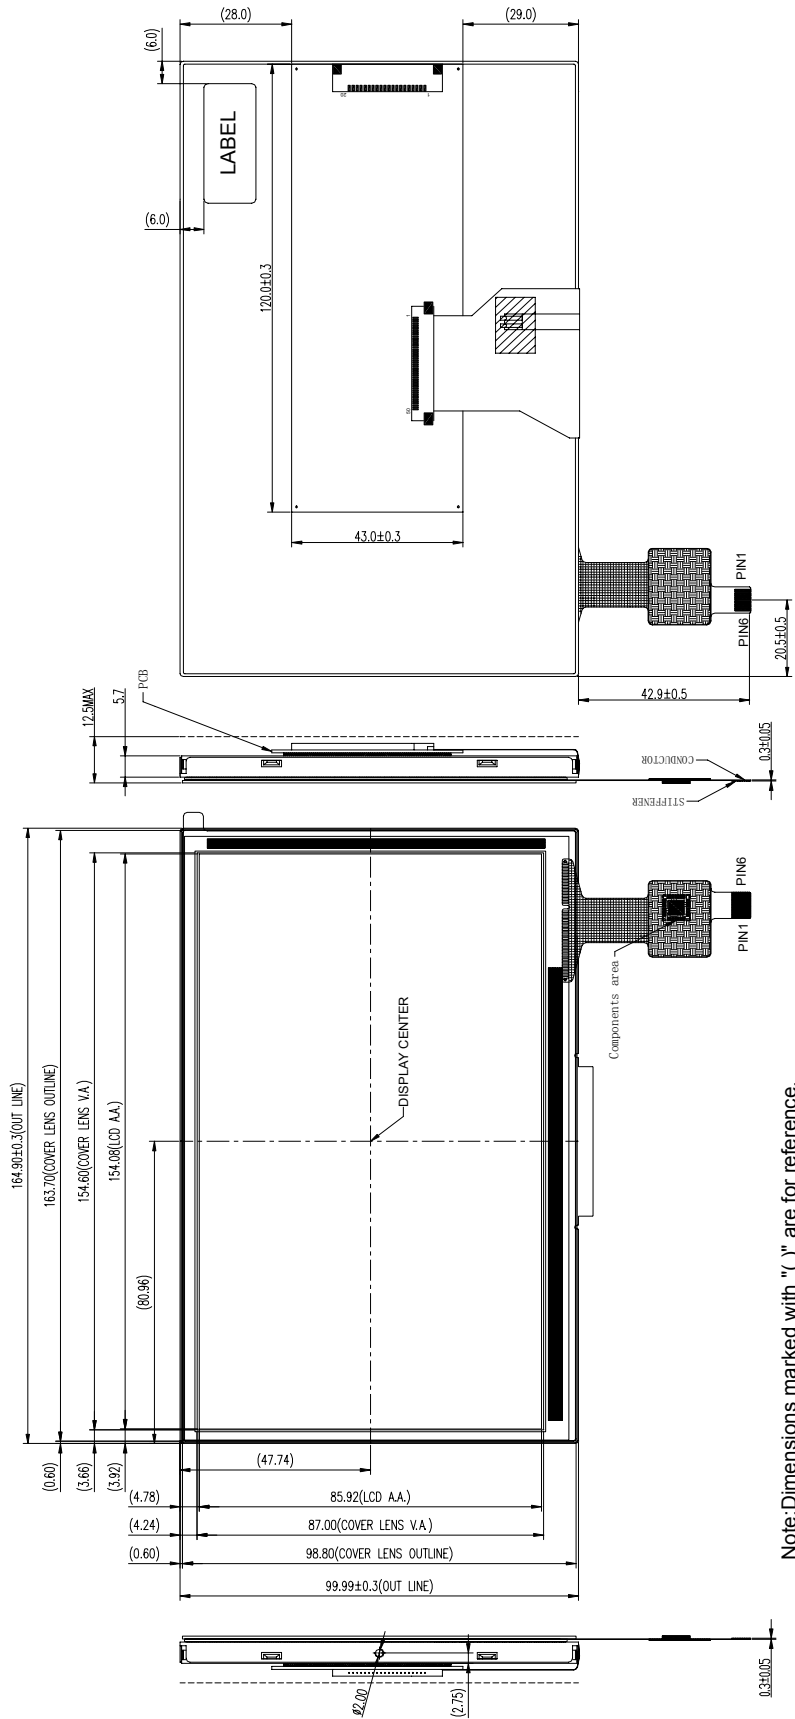 (28.0)
(29.0)
(6.0)
LABEL
20
1
(6.0)
120.0±0.3
1
50
43.0±0.3
PIN6
PIN1
20.5±0.5
42.9±0.5
12.5MAX
5.7
PCB
0.3±0.05
CONDUCTOR
STIFFENER
164.90±0.3(OUT LINE)
163.70(COVER LENS OUTLINE)
154.60(COVER LENS V.A)
154.08(LCD A.A.)
(80.96)
DISPLAY CENTER
Components area
PIN1
PIN6
(0.60)
(3.66)
(3.92)
(47.74)
(4.78)
85.92(LCD A.A.)
(4.24)
87.00(COVER LENS V.A)
(0.60)
98.80(COVER LENS OUTLINE)
99.99±0.3(OUT LINE)
ø2.00
(2.75)
0.3±0.05
Note:Dimensions marked with "( )" are for reference.